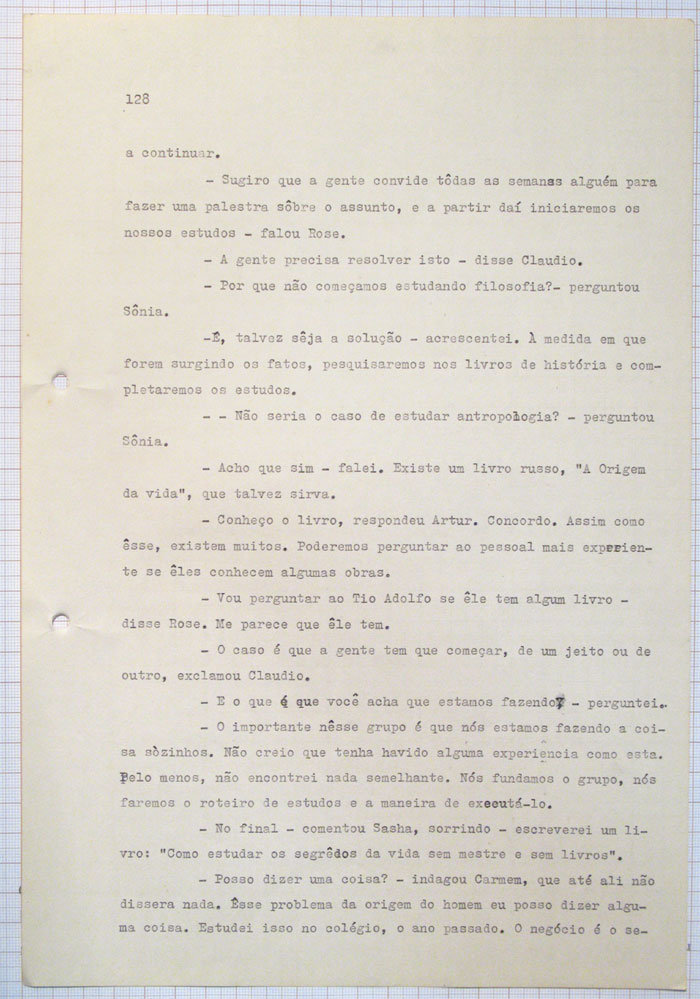 128
a continuar.
- Sugiro que a gente convide tôdas as semanas alguém para
fazer uma palestra sôbre o assunto, e a partir daí iniciaremos os
nossos estudos - falou Rose.
- A gente precisa resolver isto - disse Claudio.
- Por que não começamos estudando filosofia?- perguntou
Sônia.
-É, talvez sêja a solução - acrescentei. À medida em que
forem surgindo os fatos, pesquisaremos nos livros de história e com-
pletaremos os estudos.
- - Não seria o caso de estudar antropologia? - perguntou
Sônia.
- Acho que sim - falei. Existe um livro russo, "A Origem
da vida", que talvez sirva.
- Conheço o livro, respondeu Artur. Concordo. Assim como
êsse, existem muitos. Poderemos perguntar ao pessoal mais experien-
te se êles conhecem algumas obras.
- Vou perguntar ao Tio Adolfo se êle tem algum livro -
disse Rose. Me parece que êle tem.
- O caso é que a gente tem que começar, de um jeito ou de
outro, exclamou Claudio.
- E o que é que você acha que estamos fazendo? - perguntei.
- O importante nêsse grupo é que nós estamos fazendo a coi-
sa sòzinhos. Não creio que tenha havido algúma experiência como esta.
Pelo menos, não encontrei nada semelhante. Nós fundamos o grupo, nós
faremos o roteiro de estudos e a maneira de executá-lo.
- No final - comentou Sasha, sorrindo - escreverei um li-
vro: "Como estudar os segrêdos da vida sem mestre e sem livros".
- Posso dizer uma coisa? - indagou Carmem, que até ali não
dissera nada. Êsse problema da origem do homem eu posso dizer algu-
ma coisa. Estudei isso no colégio, o ano passado. O negócio é o se-